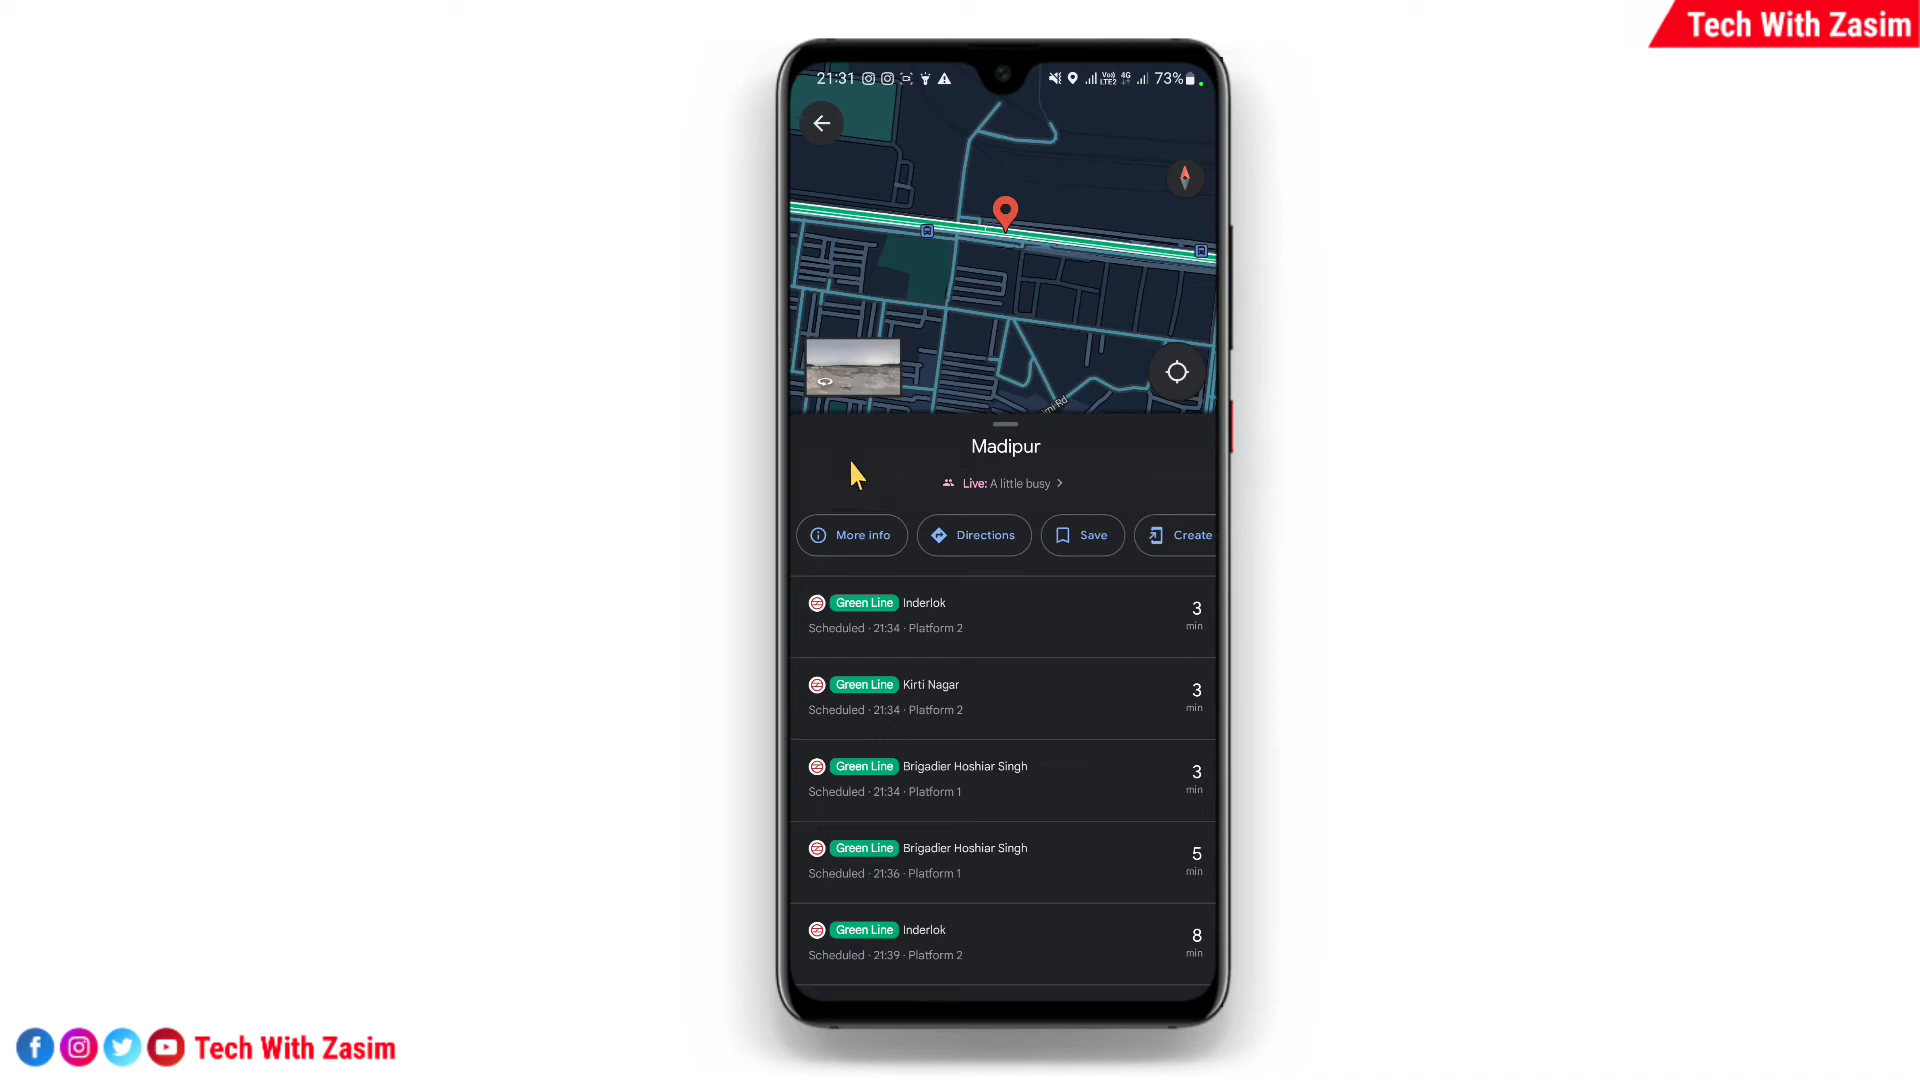 Tech With Zasim
21:31
Vo)) LTE2 4G 73%
Madipur
Live: A little busy
More info
Directions
Save
Create
Green Line Inderlok
3
Scheduled · 21:34 · Platform 2
min
Green Line Kirti Nagar
3
Scheduled · 21:34 · Platform 2
min
Green Line Brigadier Hoshiar Singh
3
Scheduled · 21:34 · Platform 1
min
Green Line Brigadier Hoshiar Singh
5
Scheduled · 21:36 · Platform 1
min
Green Line Inderlok
8
Scheduled · 21:39 · Platform 2
min
Tech With Zasim